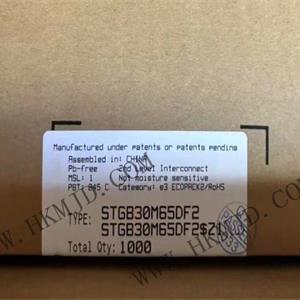 Manufactured under patents or patents pending
Assembled in: CHINA
Pb-free 2nd Level Interconnect
MSL: 1 Not moisture sensitive
PBT: 245 C Category: e3 ECOPACK2/RoHS
TYPE: STGB30M65DF2
STGB30M65DF2$Z1
Total Qty: 1000
WWW.HKMJD.COM